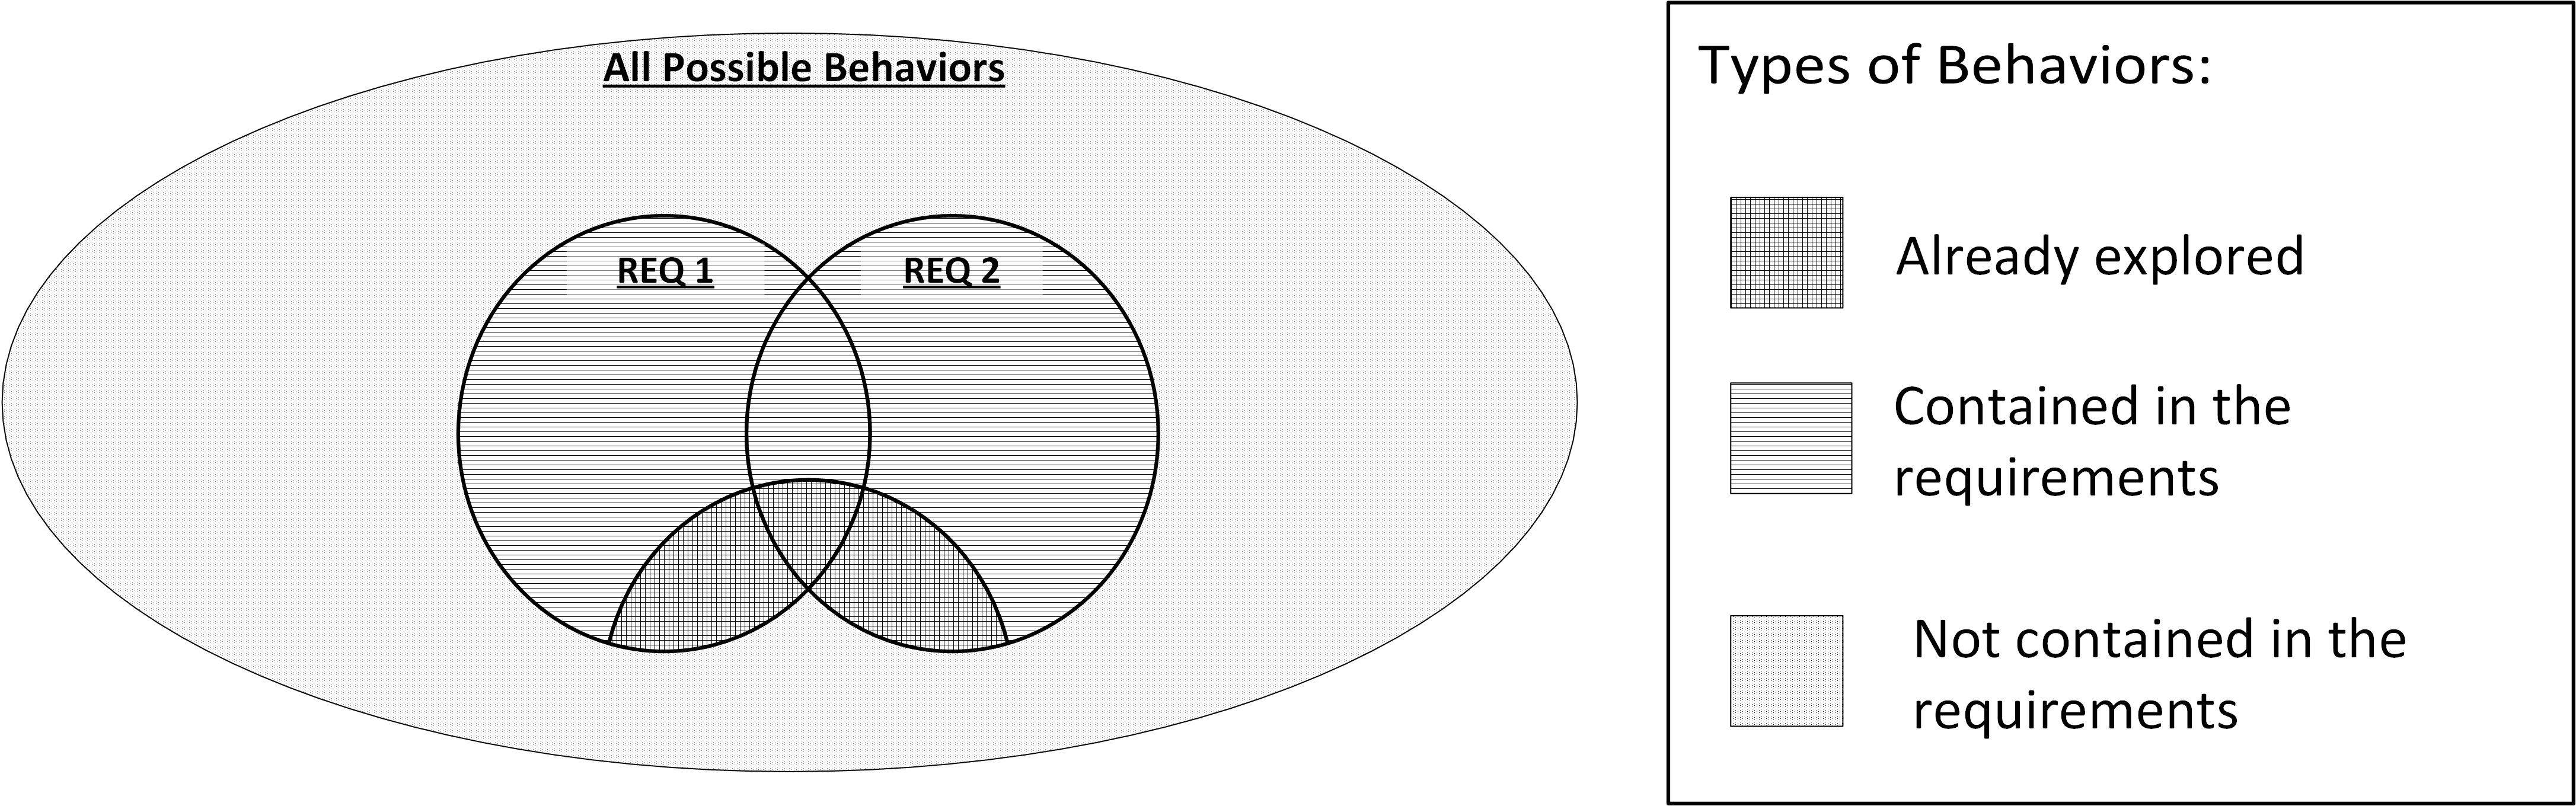 All Possible Behaviors
REQ 1
REQ 2
Types of Behaviors:
Already explored
Contained in the
requirements
Not contained in the
requirements